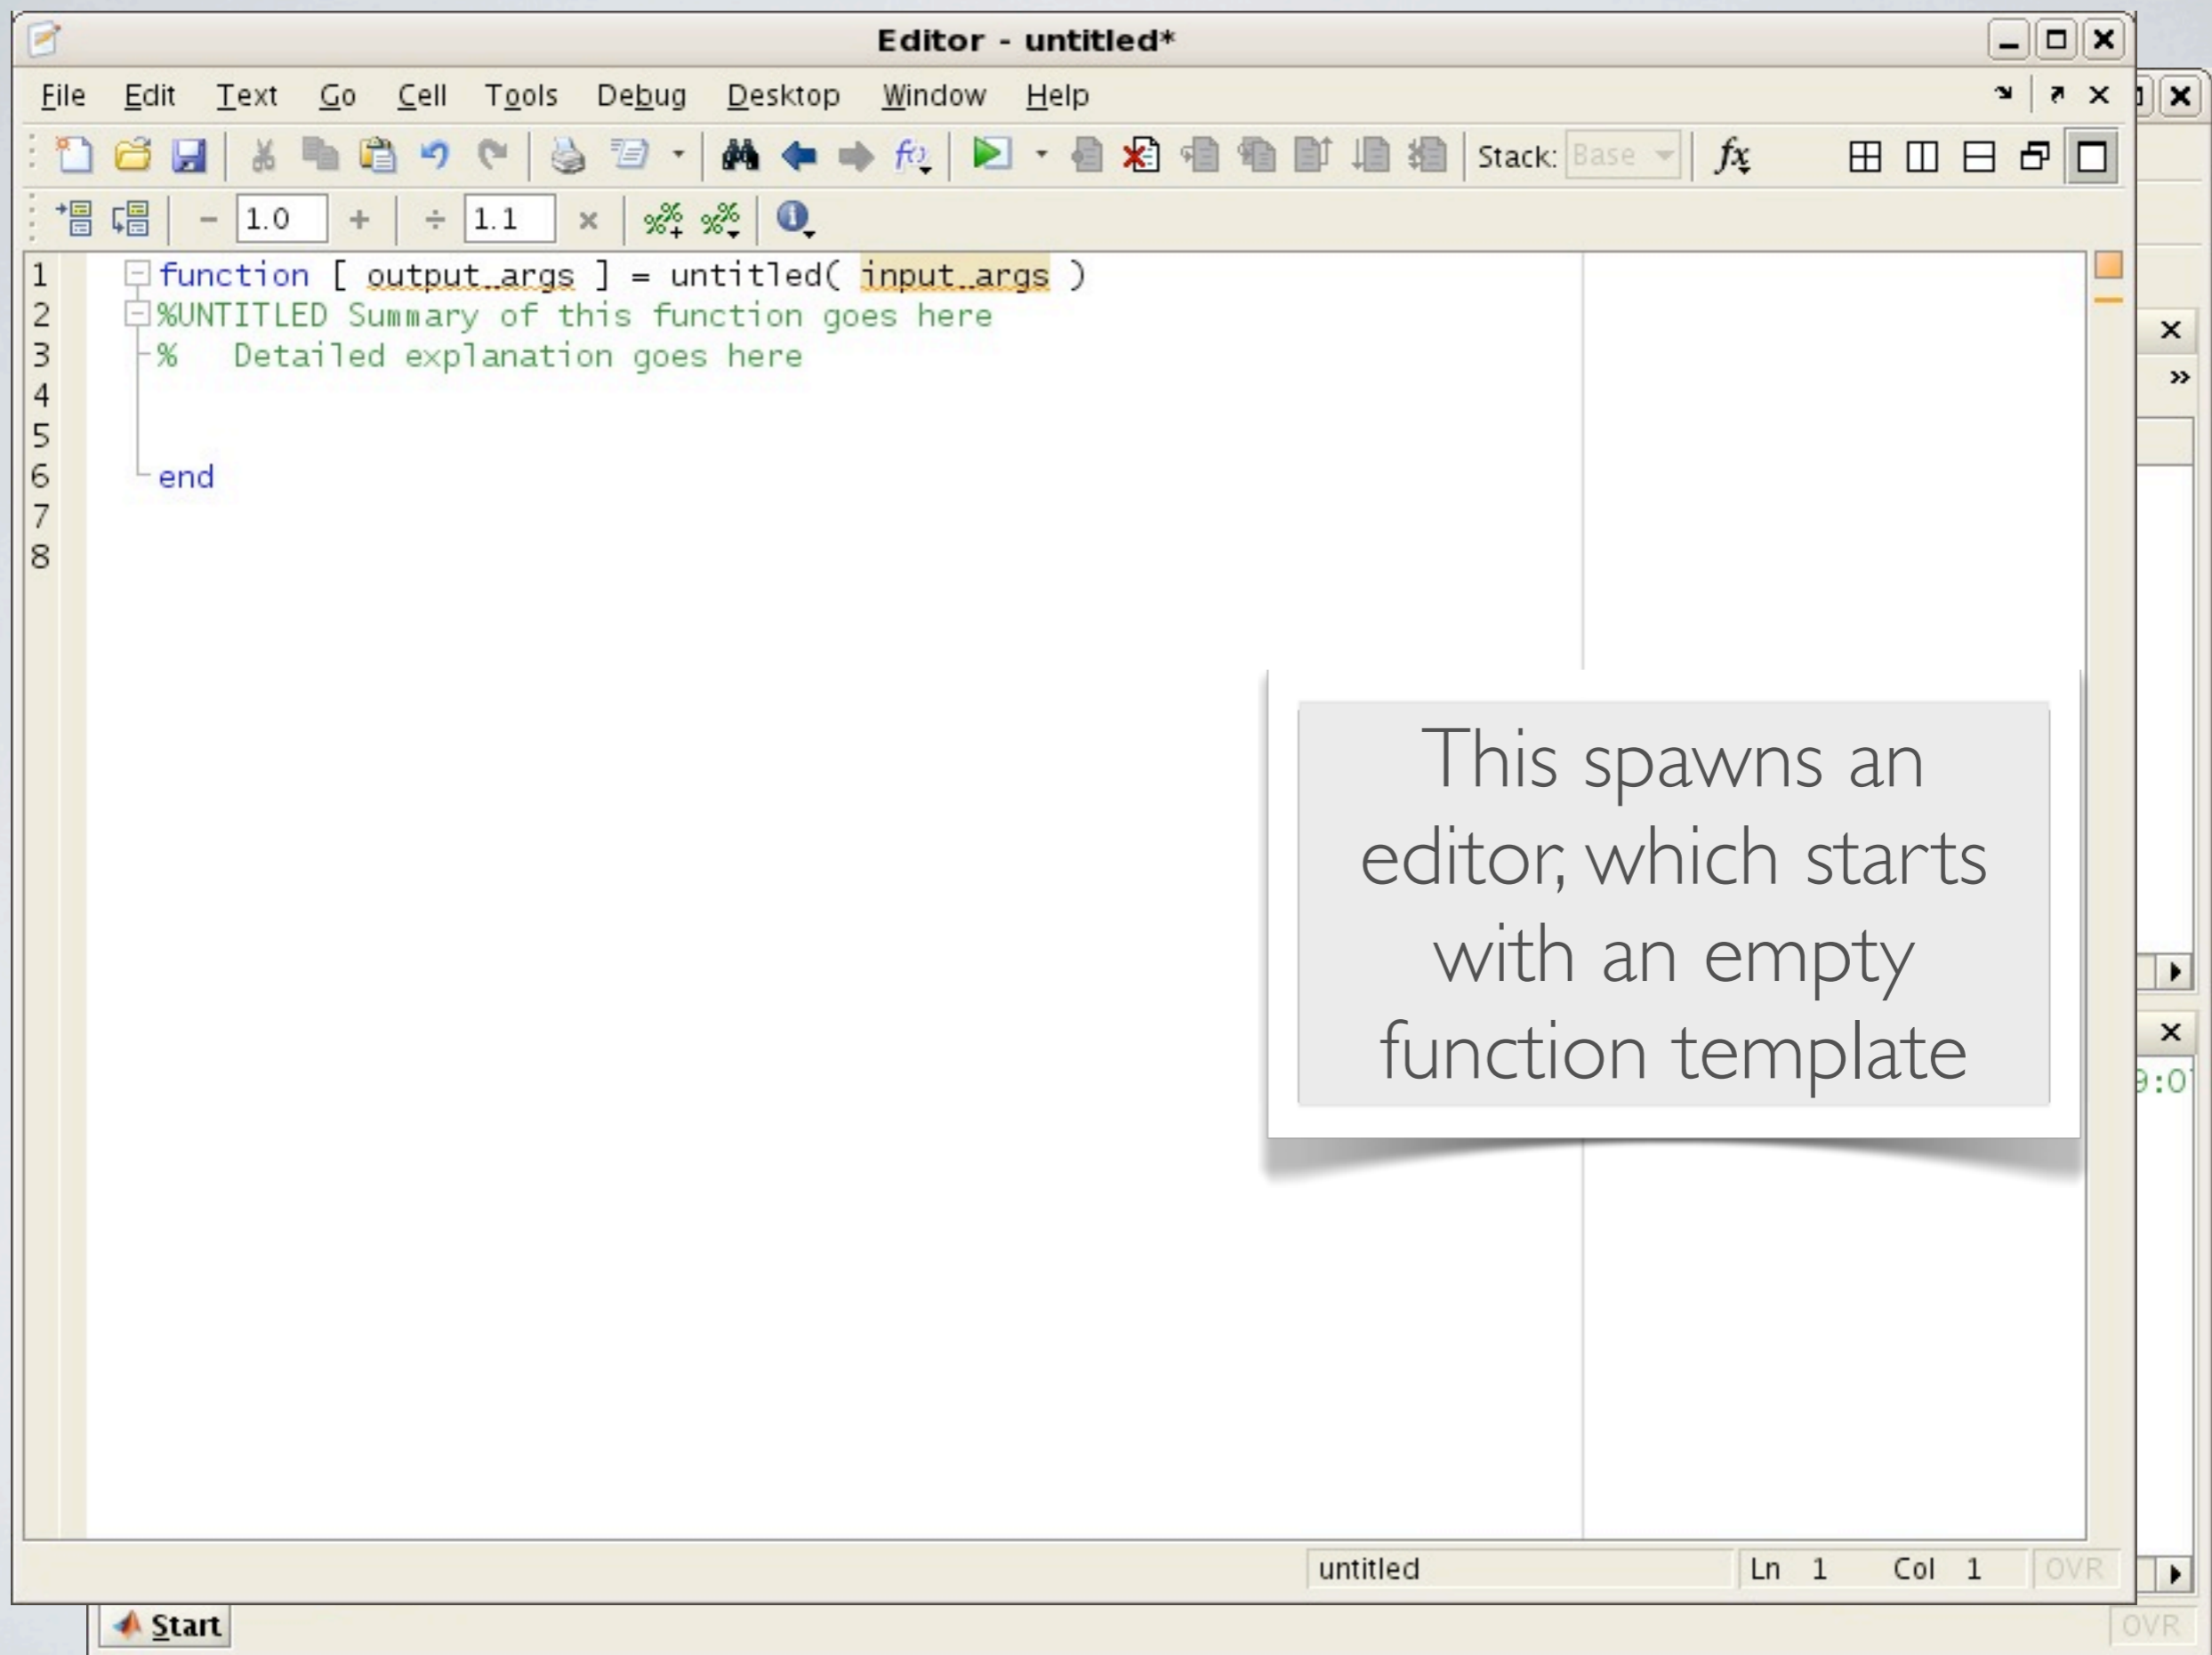 Editor - untitled*
File Edit Text Go Cell Tools Debug Desktop Window Help
Stack: Base fx
- 1.0 + ÷ 1.1 ×
1 function [ output_args ] = untitled( input_args )
2 %UNTITLED Summary of this function goes here
3 %   Detailed explanation goes here
4
5
6 end
7
8
This spawns an
editor, which starts
with an empty
function template
9:0
untitled Ln 1 Col 1 OVR
Start OVR